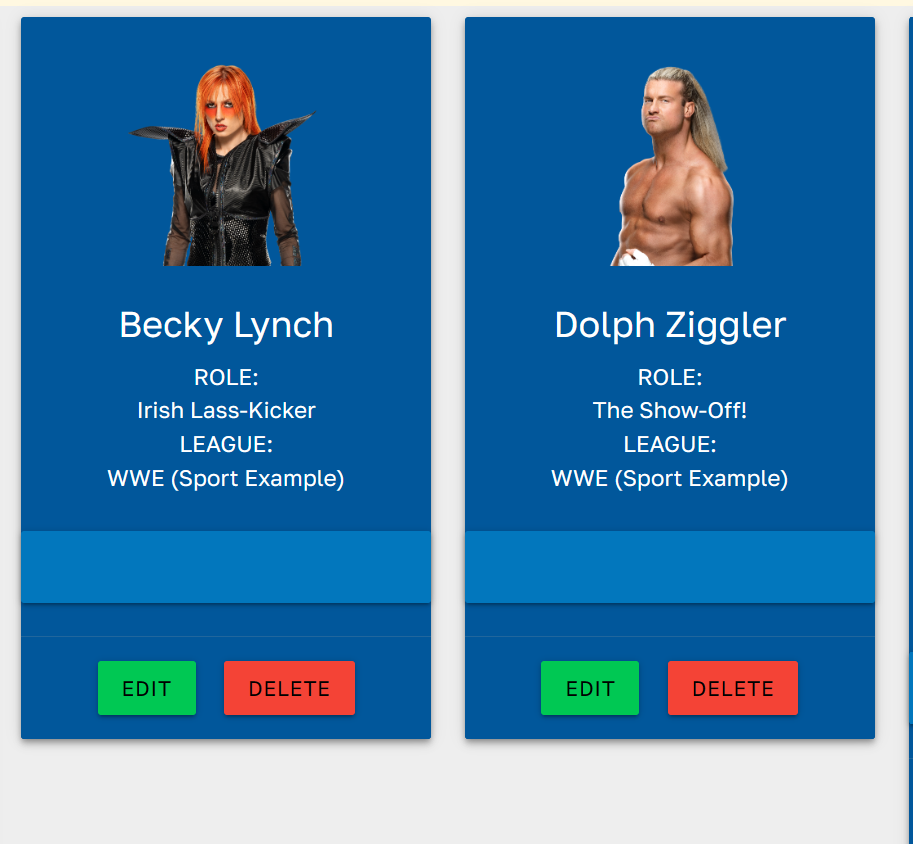 Becky Lynch
ROLE:
Irish Lass-Kicker
LEAGUE:
WWE (Sport Example)
EDIT
DELETE
Dolph Ziggler
ROLE:
The Show-Off!
LEAGUE:
WWE (Sport Example)
EDIT
DELETE